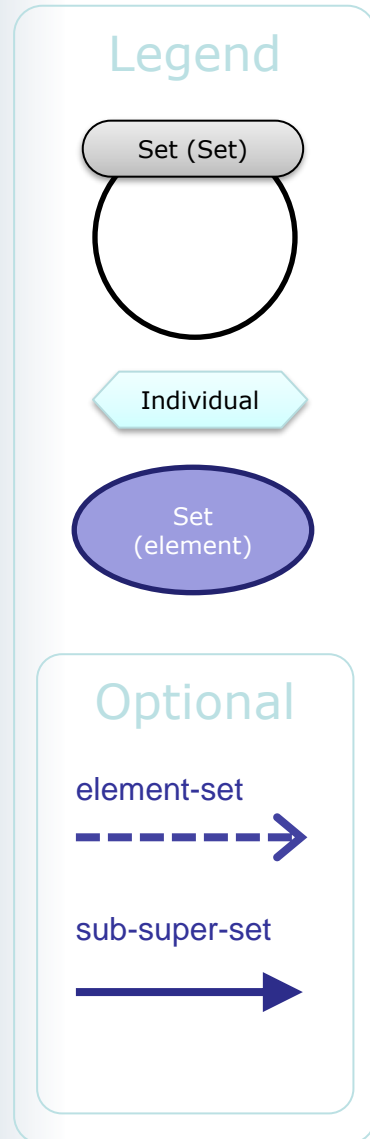 Legend
Set (Set)
Individual
Set
(element)
Optional
element-set
sub-super-set